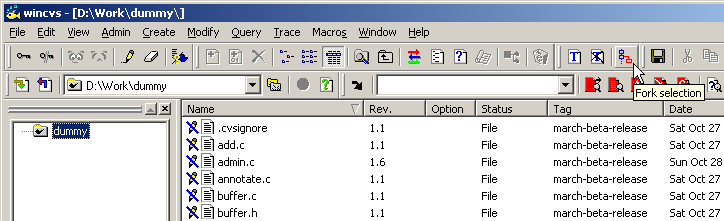 wincvs - [D:\Work\dummy\]
File Edit View Admin Create Modify Query Trace Macros Window Help
D:\Work\dummy
Fork selection
dummy
Name Rev. Option Status Tag Date
.cvsignore 1.1 File march-beta-release Sat Oct 27
add.c 1.1 File march-beta-release Sat Oct 27
admin.c 1.6 File march-beta-release Sun Oct 28
annotate.c 1.1 File march-beta-release Sat Oct 27
buffer.c 1.1 File march-beta-release Sat Oct 27
buffer.h 1.1 File march-beta-release Sat Oct 27